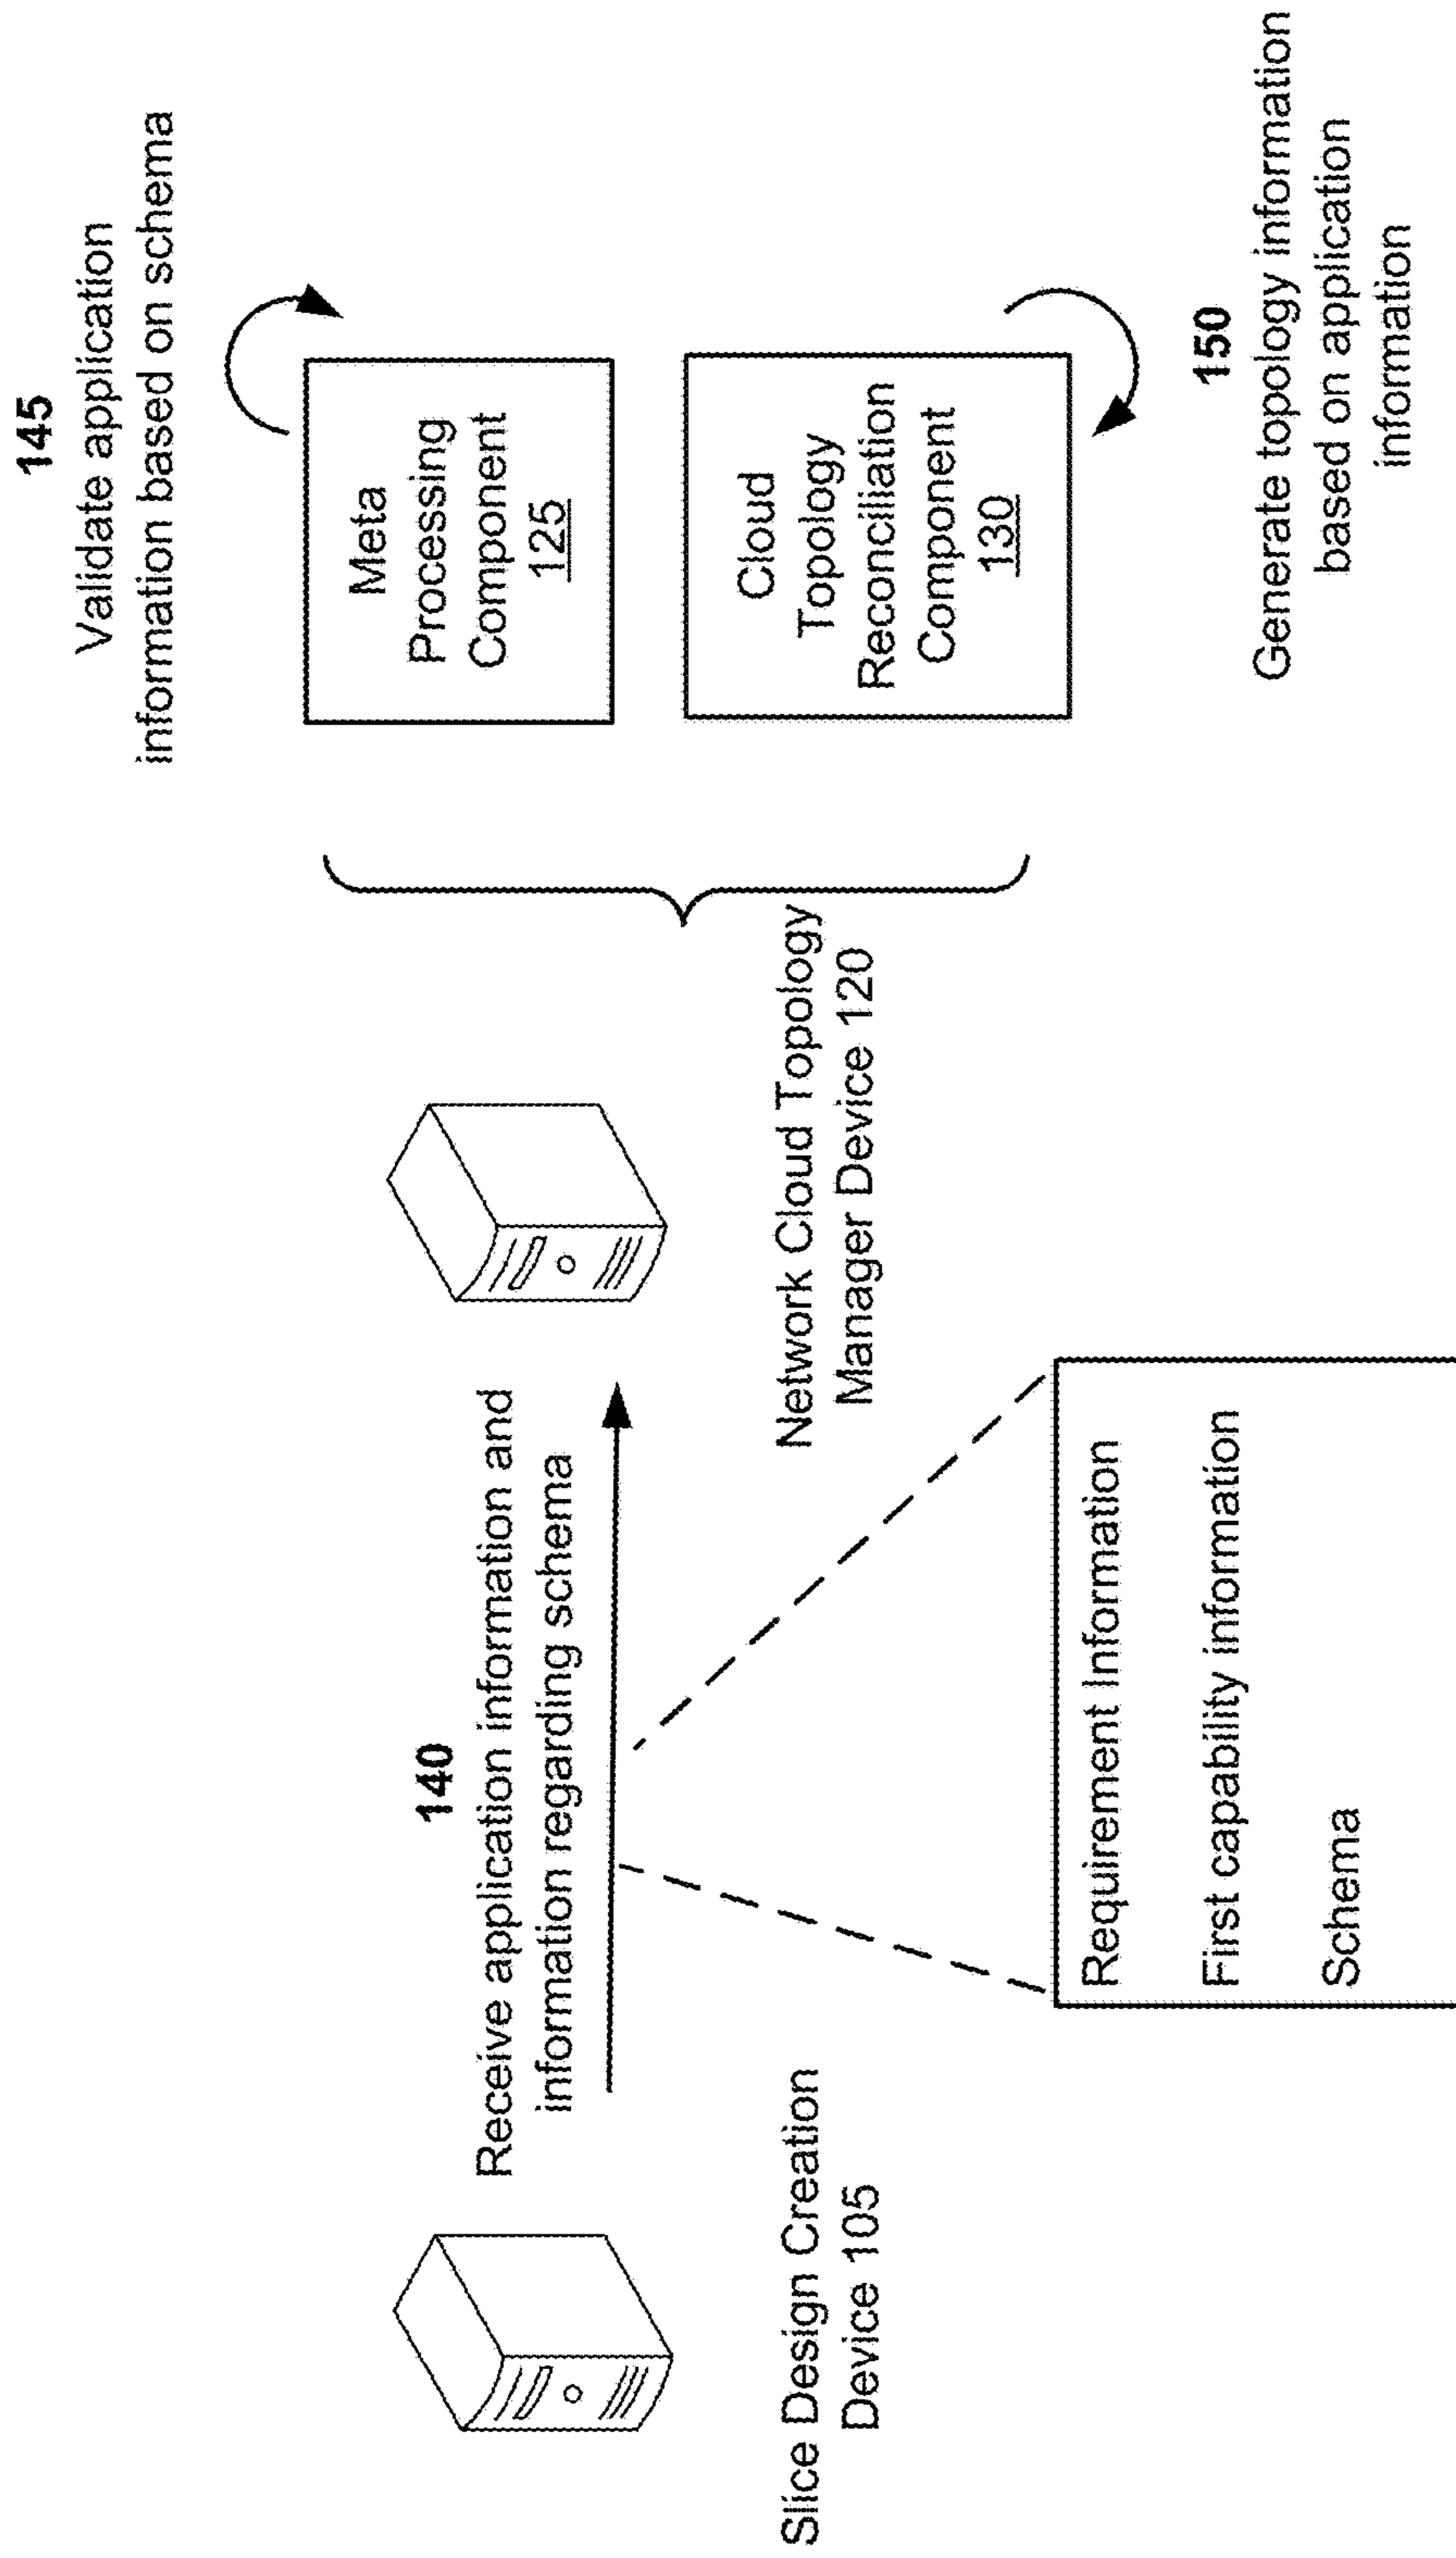 140
Receive application information and
information regarding schema
Slice Design Creation
Device 105
Network Cloud Topology
Manager Device 120
Requirement Information
First capability information
Schema
145
Validate application
information based on schema
Meta
Processing
Component
125
Cloud
Topology
Reconciliation
Component
130
150
Generate topology information
based on application
information